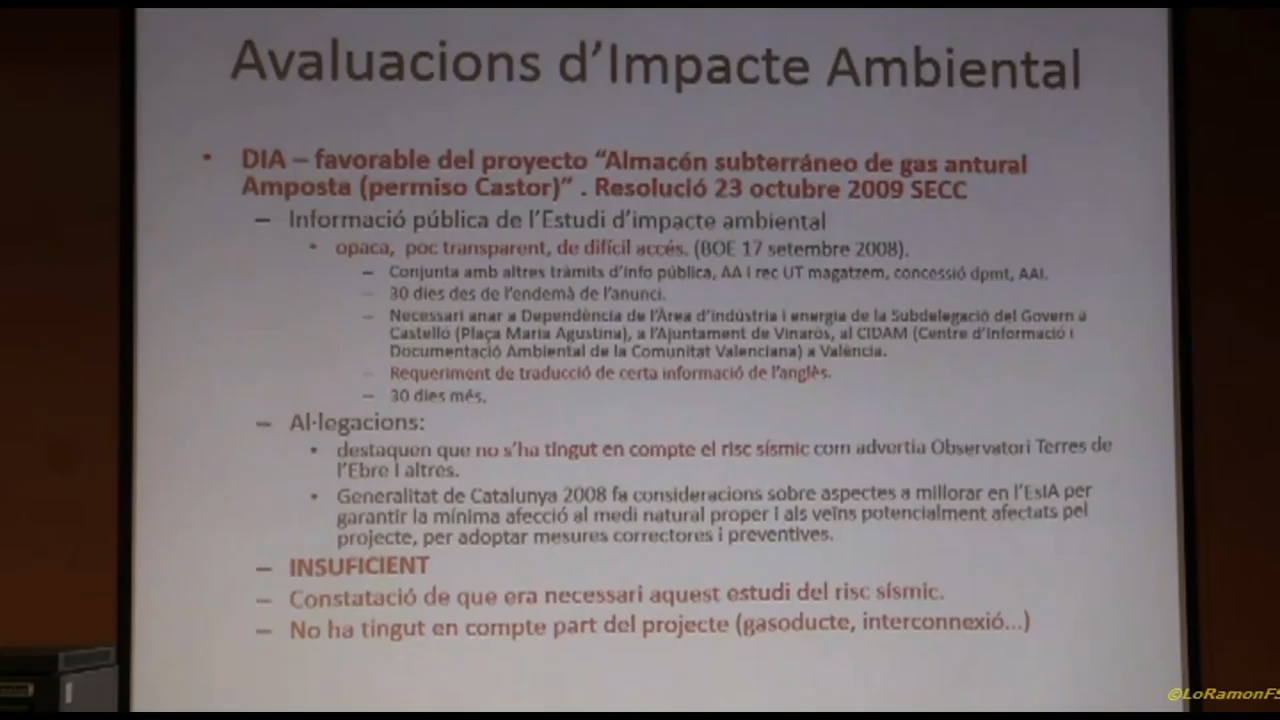 Avaluacions d'Impacte Ambiental
• DIA – favorable del proyecto “Almacén subterráneo de gas antural
Amposta (permiso Castor)” . Resolució 23 octubre 2009 SECC
– Informació pública de l'Estudi d'impacte ambiental
• opaca, poc transparent, de difícil accés. (BOE 17 setembre 2008).
– Conjunta amb altres tràmits d'info pública, AA i rec UT magatzem, concessió dpmt, AAI.
– 30 dies des de l'endemà de l'anunci.
– Necessari anar a Dependència de l'Àrea d'indústria i energia de la Subdelegació del Govern a
Castelló (Plaça Maria Agustina), a l'Ajuntament de Vinaròs, al CIDAM (Centre d'Informació i
Documentació Ambiental de la Comunitat Valenciana) a València.
– Requeriment de traducció de certa informació de l'anglès.
– 30 dies més.
– Al·legacions:
• destaquen que no s'ha tingut en compte el risc sísmic com advertia Observatori Terres de
l'Ebre i altres.
• Generalitat de Catalunya 2008 fa consideracions sobre aspectes a millorar en l'EsIA per
garantir la mínima afecció al medi natural proper i als veïns potencialment afectats pel
projecte, per adoptar mesures correctores i preventives.
– INSUFICIENT
– Constatació de que era necessari aquest estudi del risc sísmic.
– No ha tingut en compte part del projecte (gasoducte, interconnexió...)
©LoRamonFS